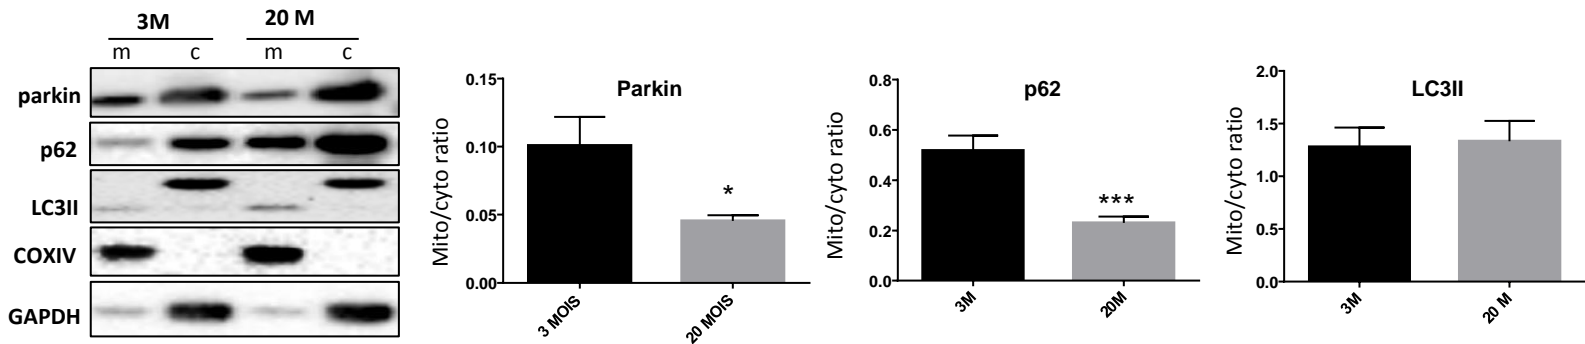 3M 20 M
m c m c
parkin
p62
LC3II
COXIV
GAPDH
Parkin
Mito/cyto ratio
0.15
0.10
0.05
0.00
*
3 MOIS
20 MOIS
p62
Mito/cyto ratio
0.8
0.6
0.4
0.2
0.0
***
3M
20M
LC3II
Mito/cyto ratio
2.0
1.5
1.0
0.5
0.0
3M
20 M